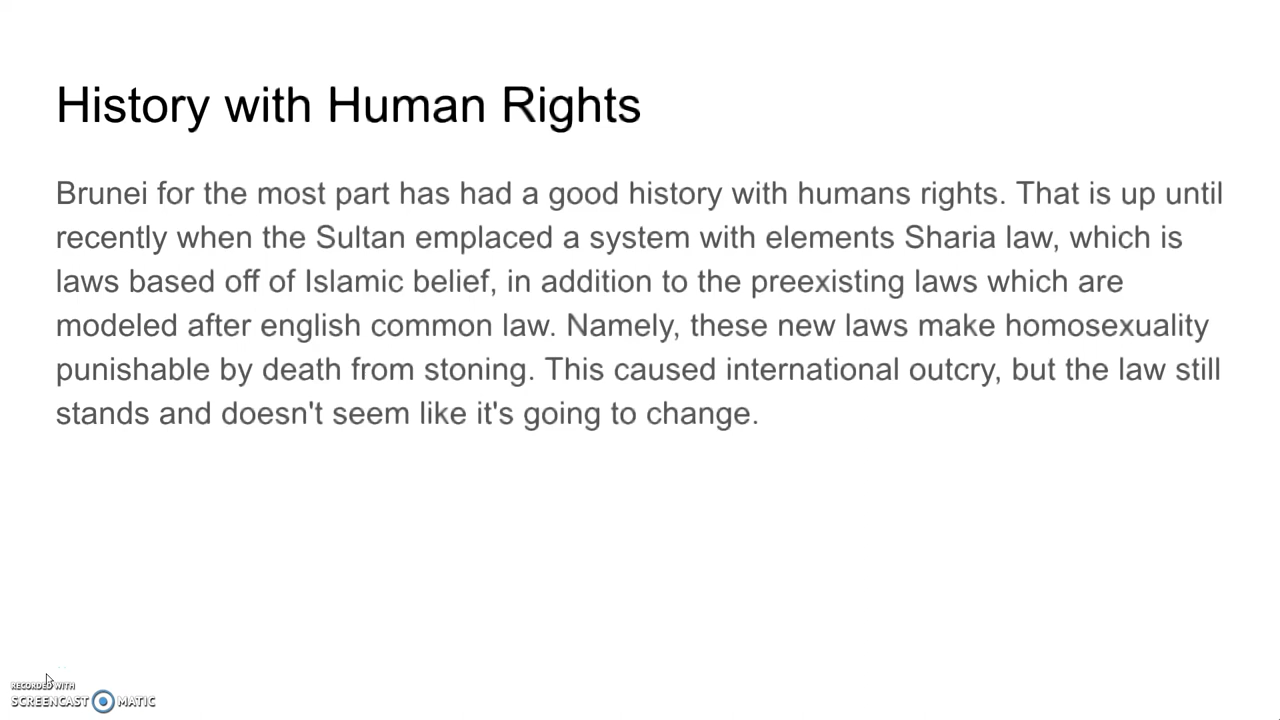 History with Human Rights
Brunei for the most part has had a good history with humans rights. That is up until
recently when the Sultan emplaced a system with elements Sharia law, which is
laws based off of Islamic belief, in addition to the preexisting laws which are
modeled after english common law. Namely, these new laws make homosexuality
punishable by death from stoning. This caused international outcry, but the law still
stands and doesn't seem like it's going to change.
RECORDED WITH
SCREENCAST MATIC